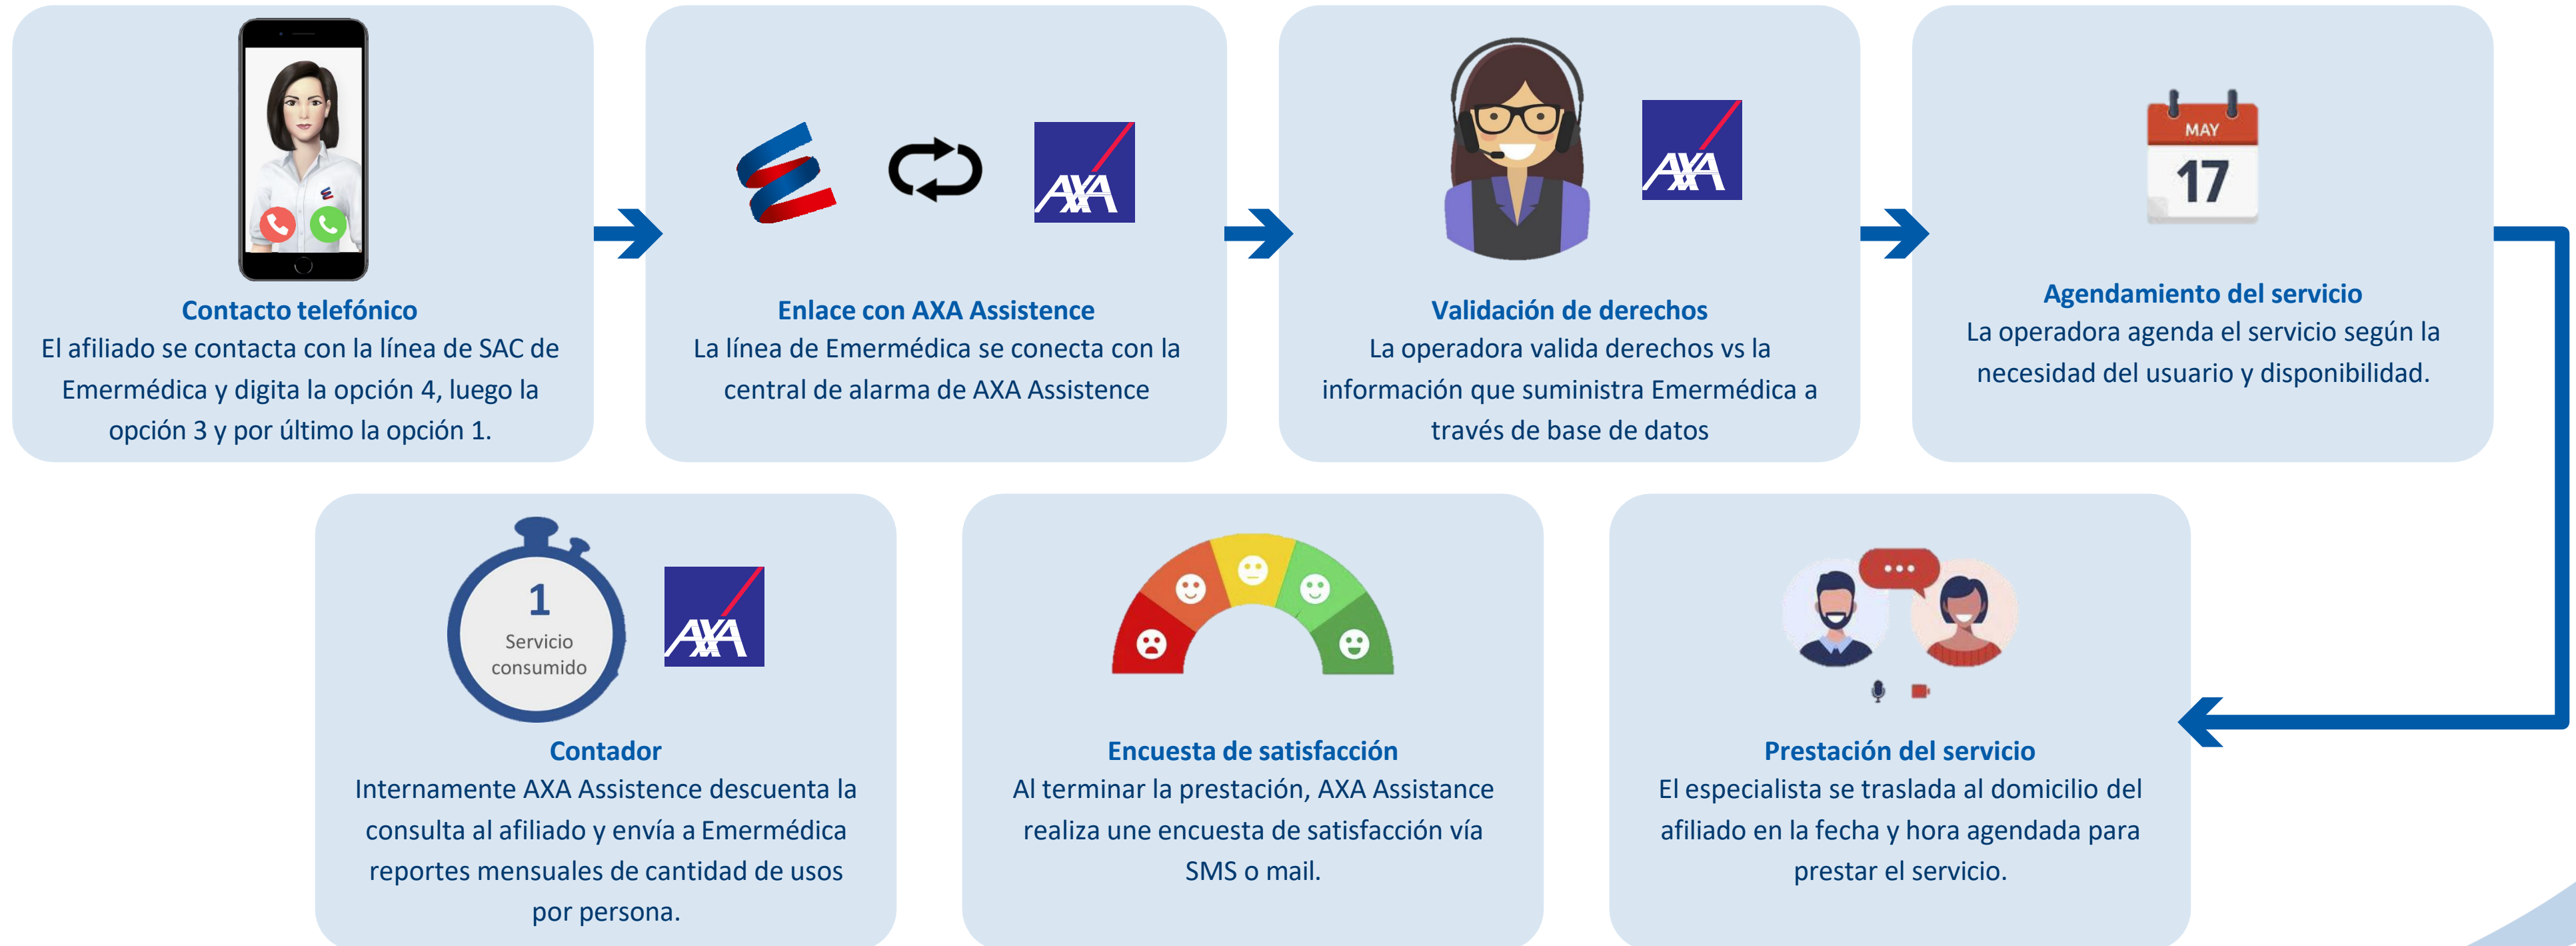 Contacto telefónico
El afiliado se contacta con la línea de SAC de
Emermédica y digita la opción 4, luego la
opción 3 y por último la opción 1.
AXA
Enlace con AXA Assistence
La línea de Emermédica se conecta con la
central de alarma de AXA Assistence
AXA
Validación de derechos
La operadora valida derechos vs la
información que suministra Emermédica a
través de base de datos
MAY
17
Agendamiento del servicio
La operadora agenda el servicio según la
necesidad del usuario y disponibilidad.
Prestación del servicio
El especialista se traslada al domicilio del
afiliado en la fecha y hora agendada para
prestar el servicio.
Encuesta de satisfacción
Al terminar la prestación, AXA Assistance
realiza une encuesta de satisfacción vía
SMS o mail.
1
Servicio
consumido
AXA
Contador
Internamente AXA Assistence descuenta la
consulta al afiliado y envía a Emermédica
reportes mensuales de cantidad de usos
por persona.